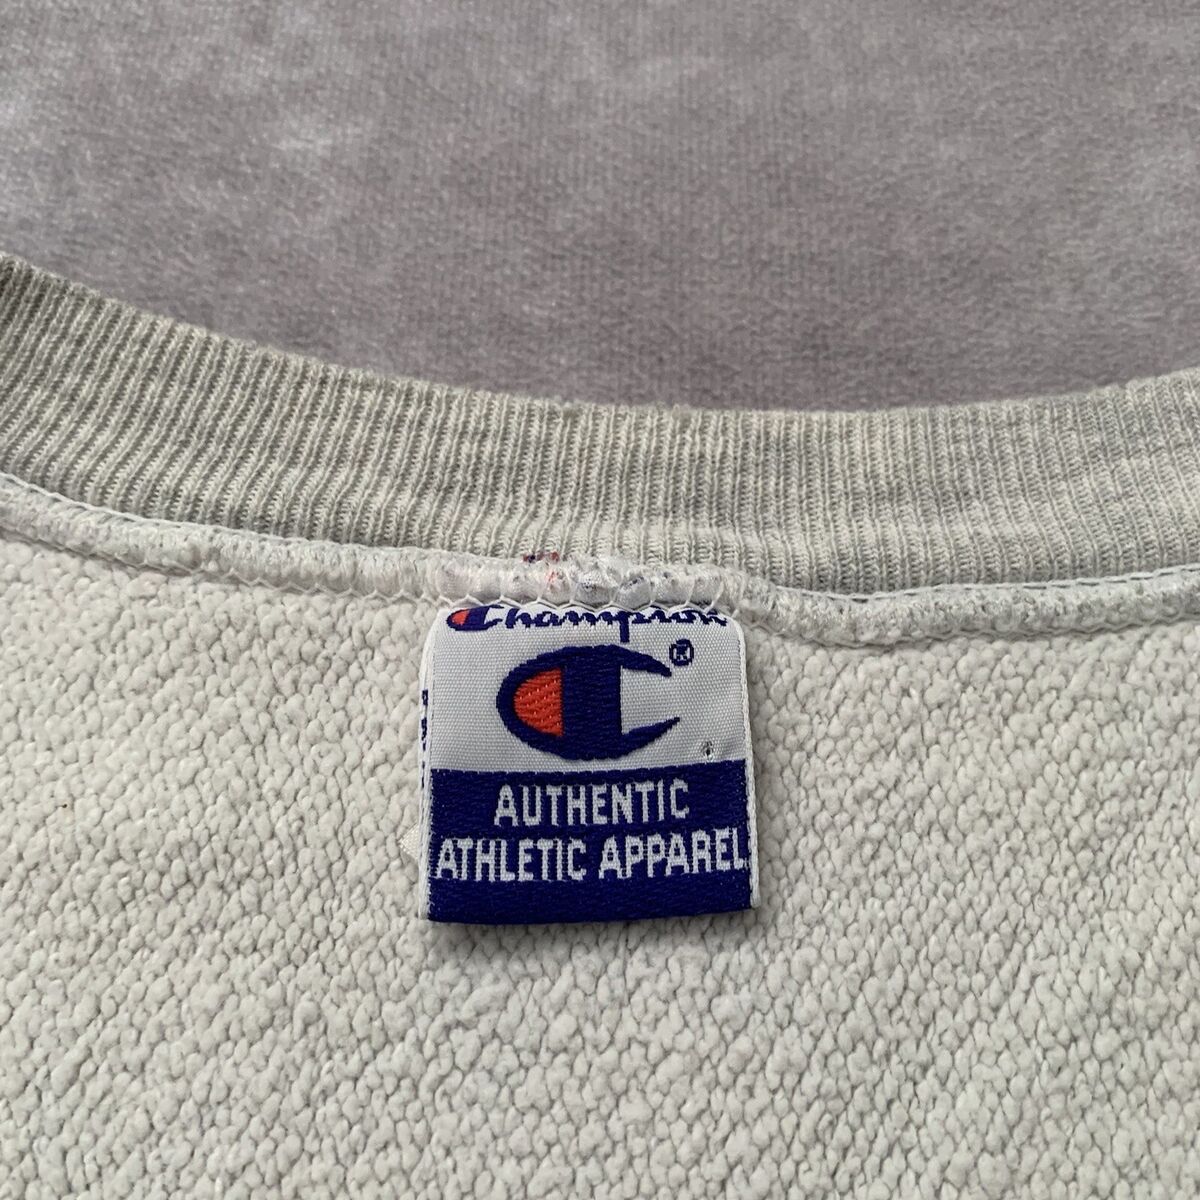 Champion
®
AUTHENTIC
ATHLETIC APPAREL